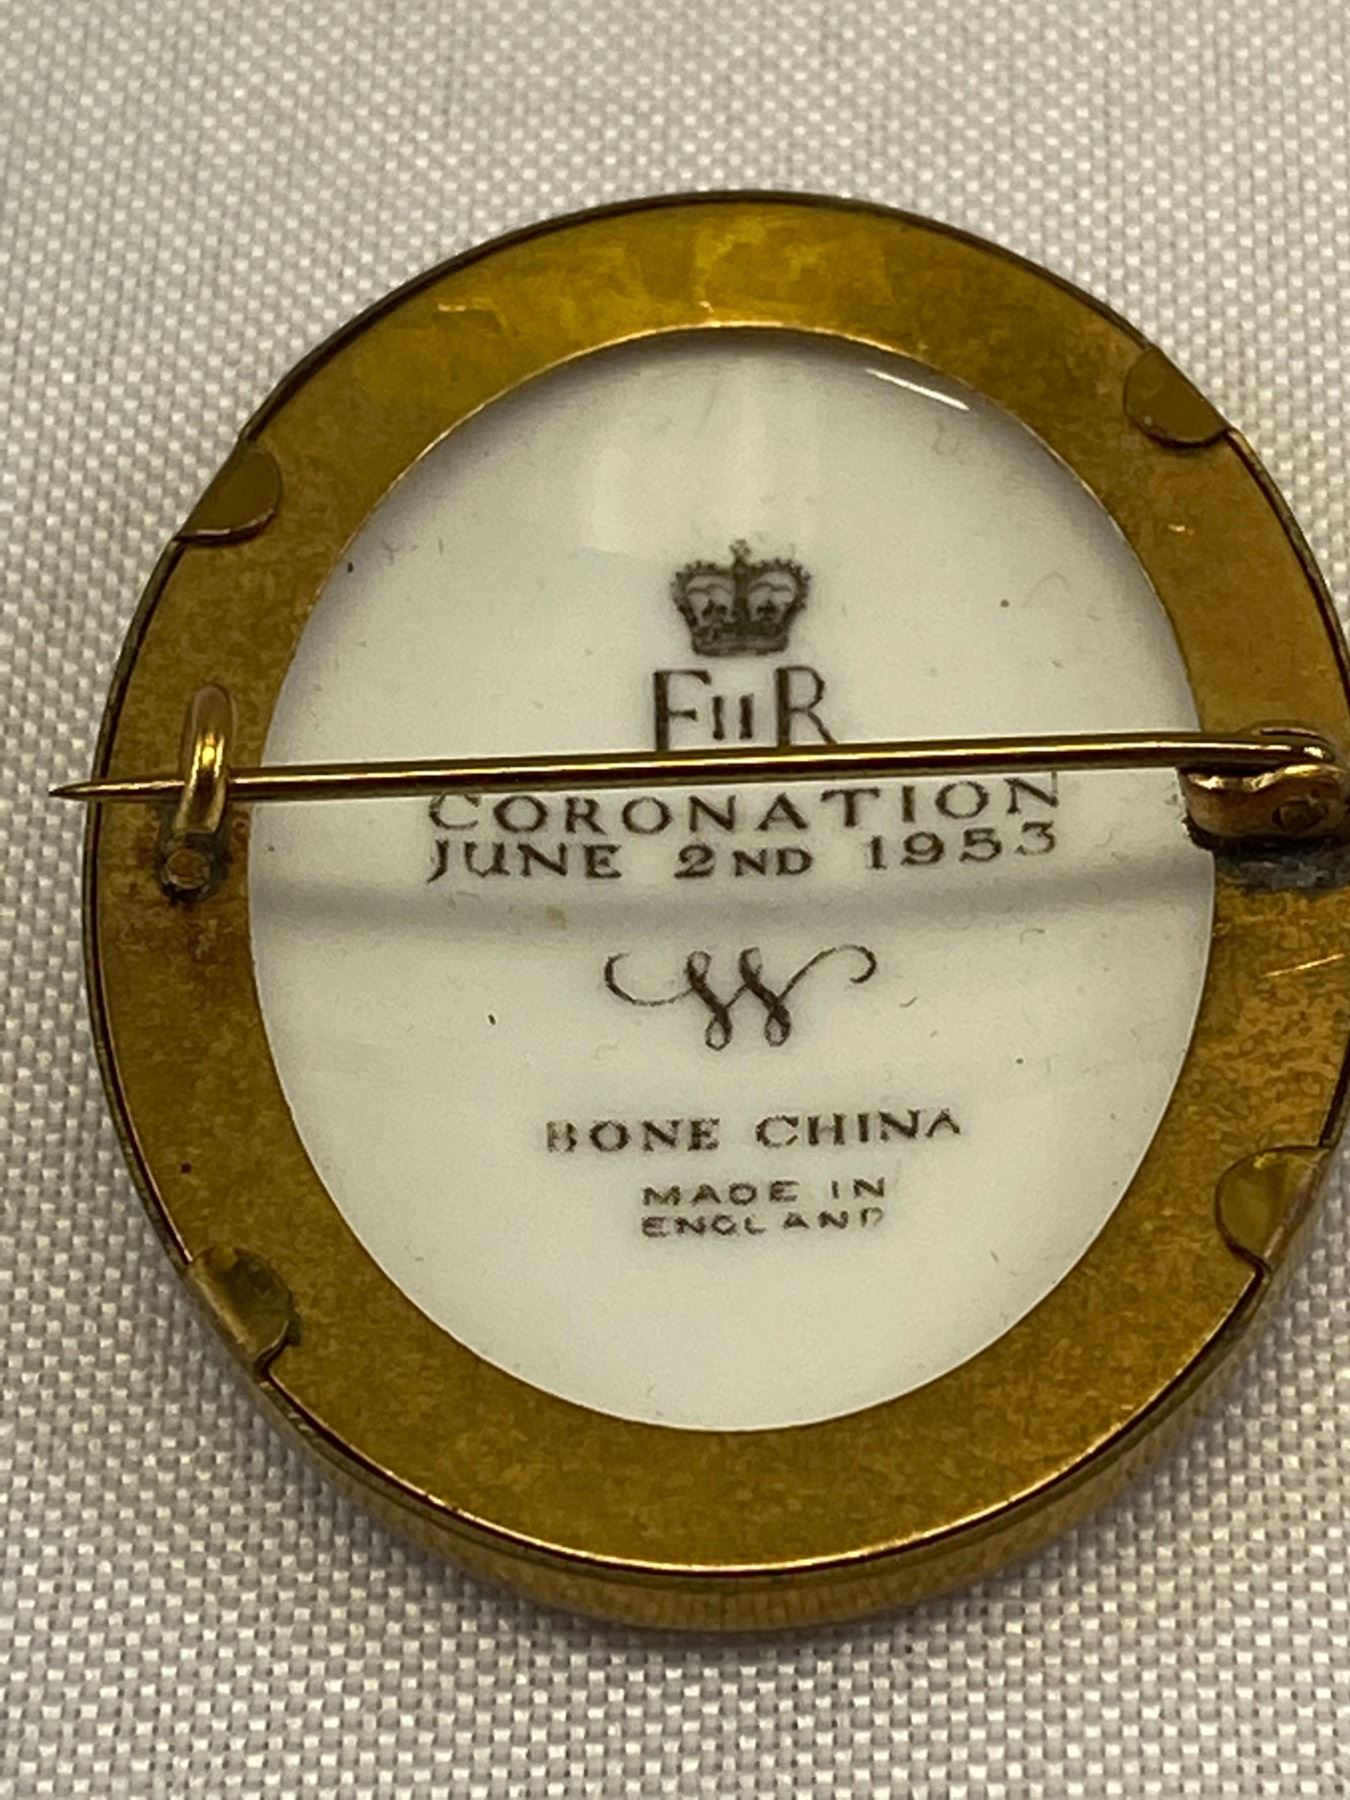 EIIR
CORONATION
JUNE 2ND 1953
W
BONE CHINA
MADE IN
ENGLAND